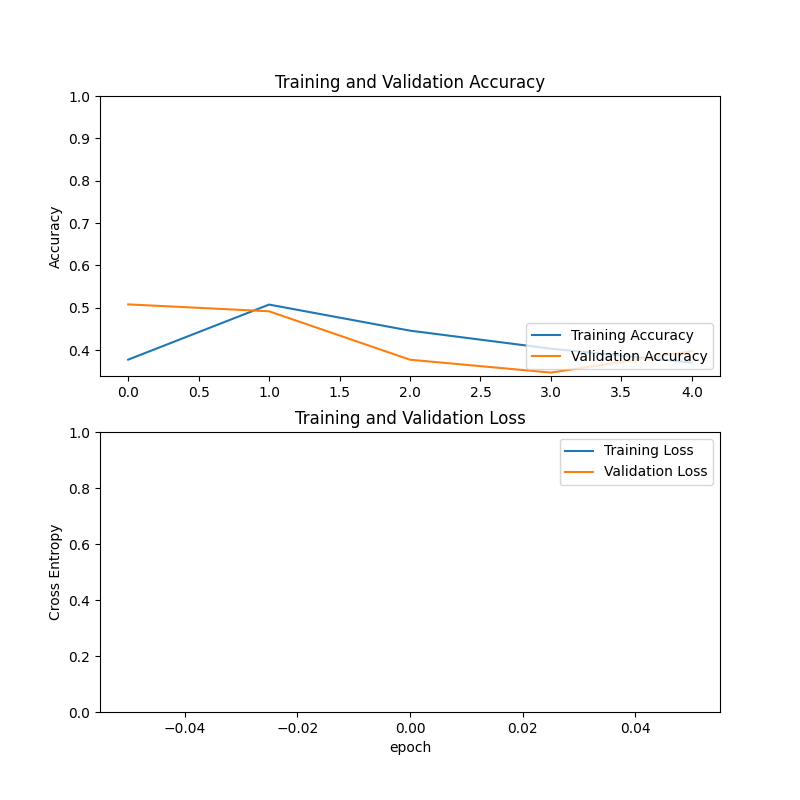 Training and Validation Accuracy
1.0
0.9
0.8
0.7
0.6
0.5
0.4
Accuracy
Training Accuracy
Validation Accuracy
0.0 0.5 1.0 1.5 2.0 2.5 3.0 3.5 4.0
Training and Validation Loss
1.0
0.8
0.6
0.4
0.2
0.0
Cross Entropy
Training Loss
Validation Loss
−0.04 −0.02 0.00 0.02 0.04
epoch